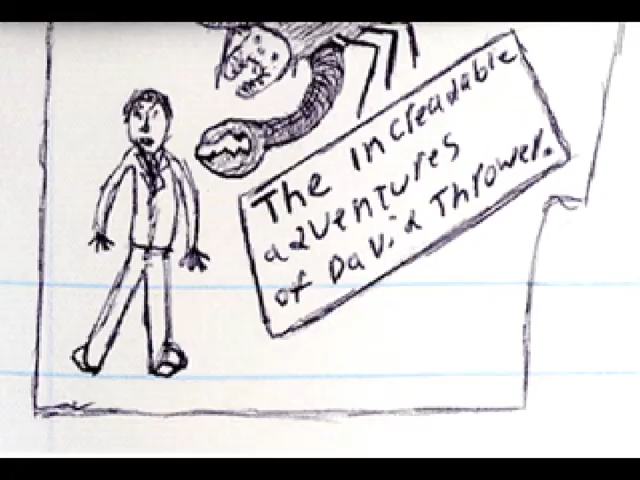 The increadable
adventures
of David Thrower.